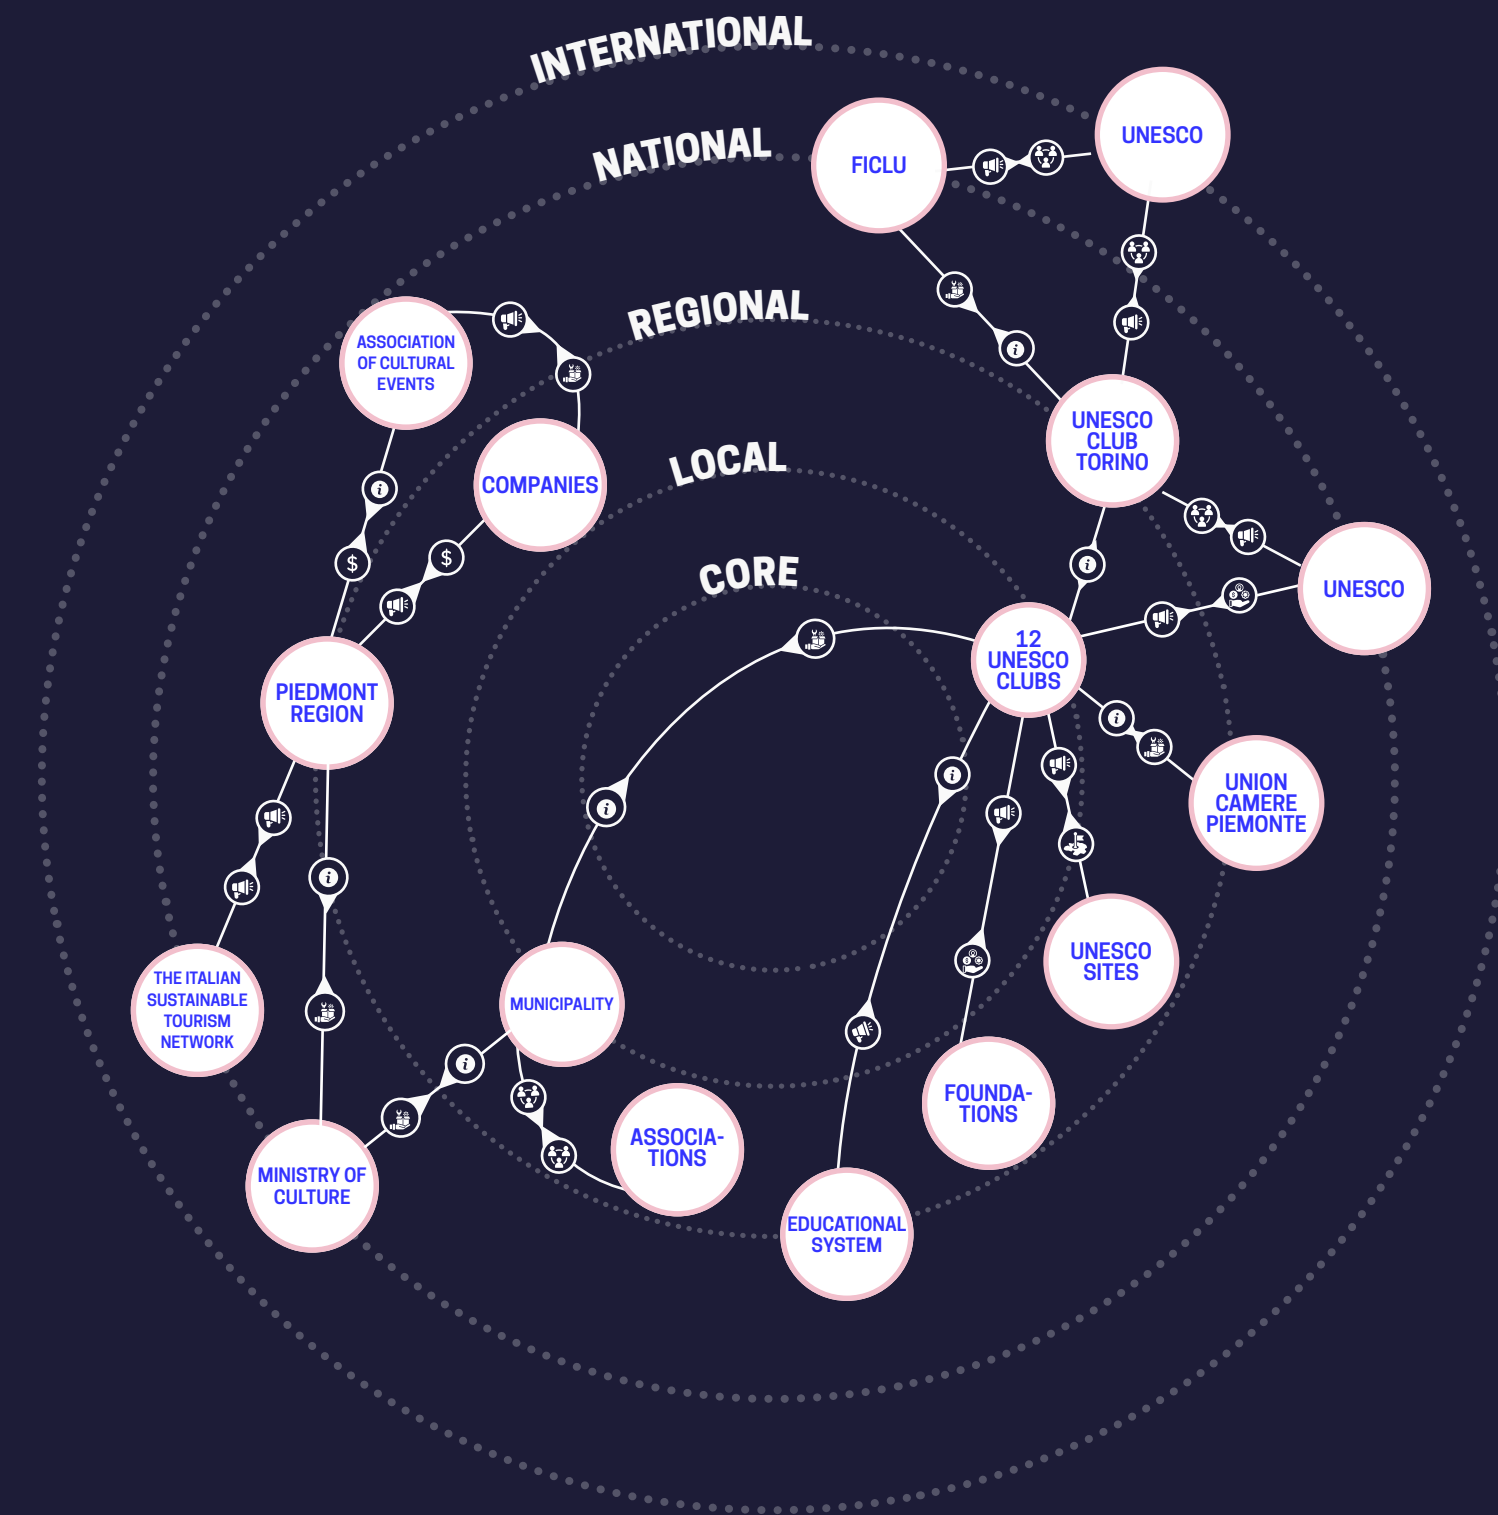 INTERNATIONAL
NATIONAL
REGIONAL
LOCAL
CORE
FICLU
UNESCO
ASSOCIATION
OF CULTURAL
EVENTS
COMPANIES
UNESCO
CLUB
TORINO
UNESCO
12
UNESCO
CLUBS
PIEDMONT
REGION
UNION
CAMERE
PIEMONTE
UNESCO
SITES
THE ITALIAN
SUSTAINABLE
TOURISM
NETWORK
MUNICIPALITY
FOUNDA-
TIONS
ASSOCIA-
TIONS
MINISTRY OF
CULTURE
EDUCATIONAL
SYSTEM
$
$
i
i
i
i
i
i
i
i